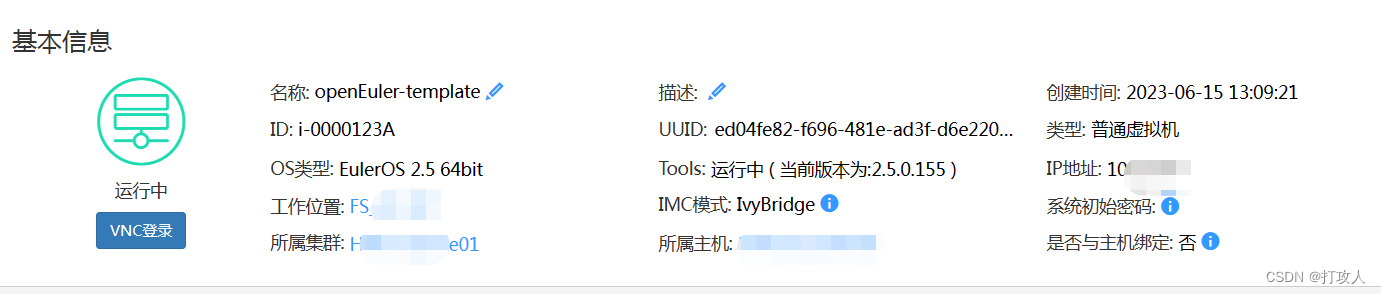 基本信息
名称: openEuler-template
描述:
创建时间: 2023-06-15 13:09:21
ID: i-0000123A
UUID: ed04fe82-f696-481e-ad3f-d6e220...
类型: 普通虚拟机
OS类型: EulerOS 2.5 64bit
Tools: 运行中 ( 当前版本为:2.5.0.155 )
IP地址: 10
运行中
工作位置: FS_
IMC模式: IvyBridge
系统初始密码:
VNC登录
所属集群: H e01
所属主机:
是否与主机绑定: 否
CSDN @打攻人